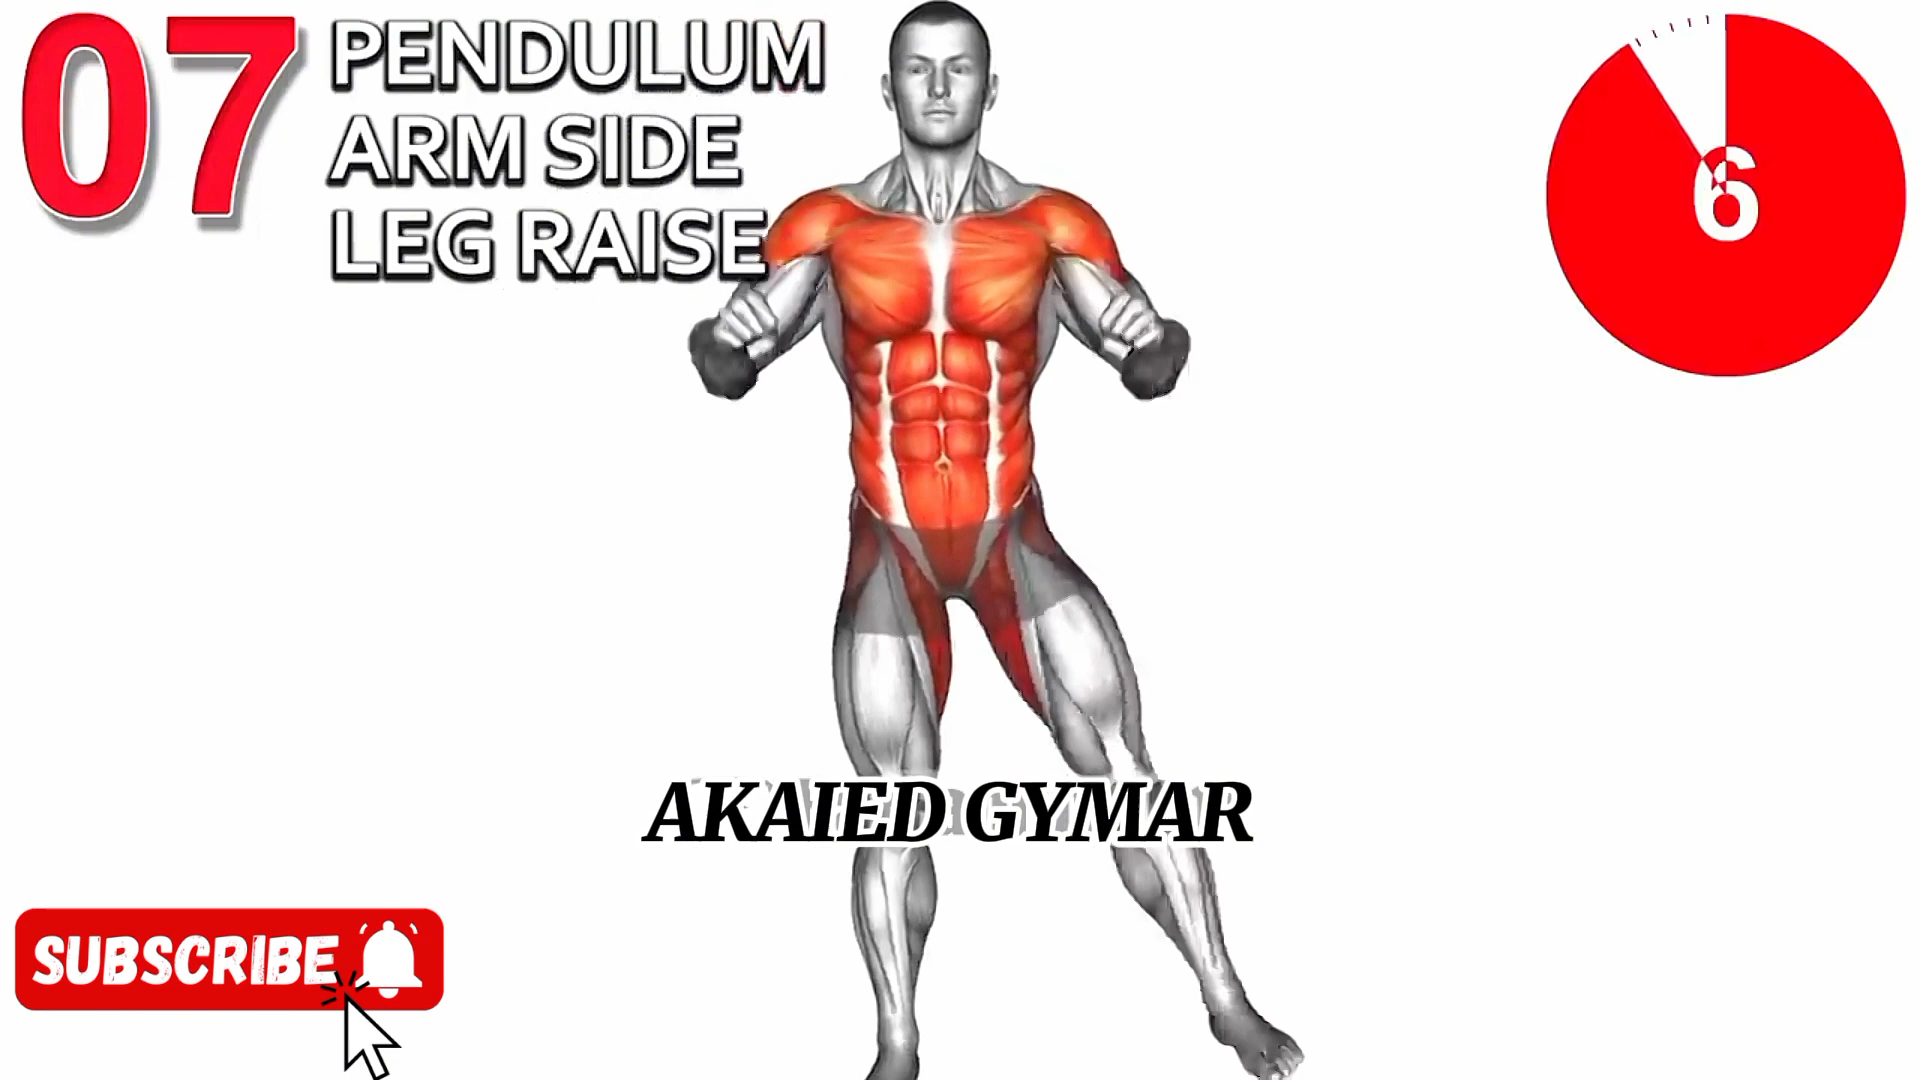 07
PENDULUM
ARM SIDE
LEG RAISE
6
AKAIED GYMAR
SUBSCRIBE